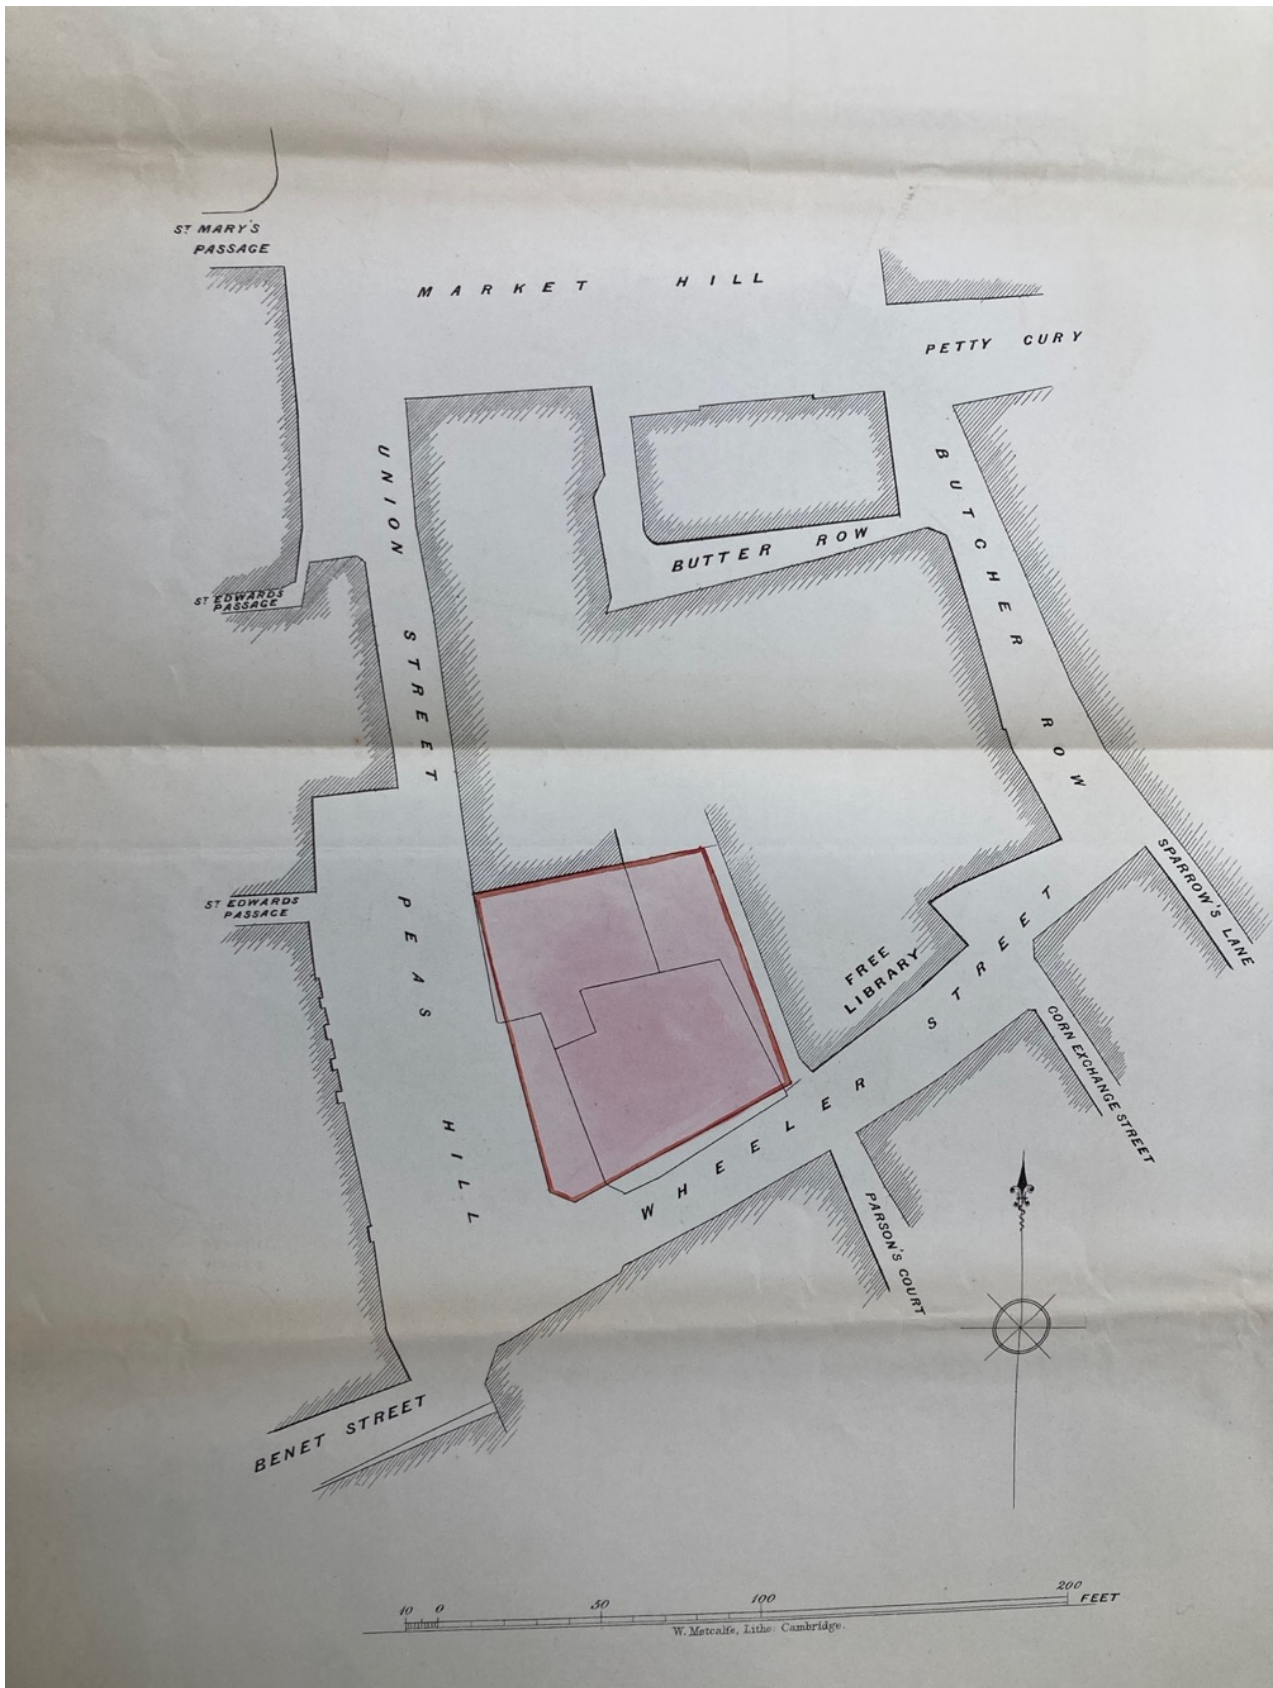 ST. MARY'S
PASSAGE
MARKET HILL
PETTY CURY
UNION STREET
BUTCHER ROW
BUTTER ROW
ST. EDWARDS
PASSAGE
ST. EDWARDS
PASSAGE
PEAS HILL
SPARROW'S LANE
FREE
LIBRARY
WHEELER STREET
CORN EXCHANGE STREET
PARSON'S COURT
BENET STREET
10 0 50 100 200 FEET
W. Metcalfe, Litho: Cambridge.